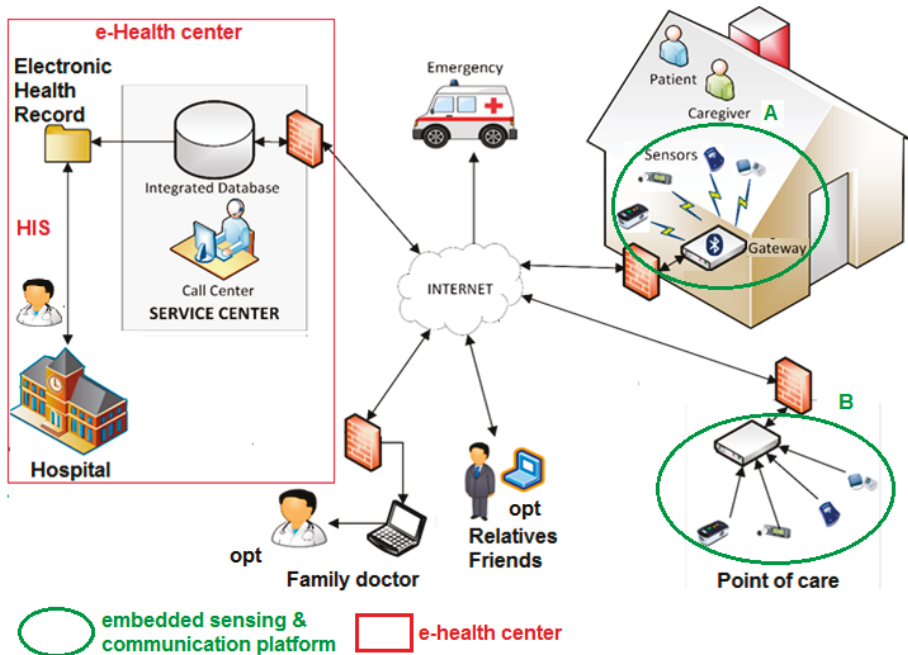 e-Health center
Electronic
Health
Record
Integrated Database
HIS
Call Center
SERVICE CENTER
Hospital
Emergency
INTERNET
Patient
Caregiver
A
Sensors
Gateway
B
Point of care
opt
Family doctor
opt
Relatives
Friends
embedded sensing &
communication platform
e-health center